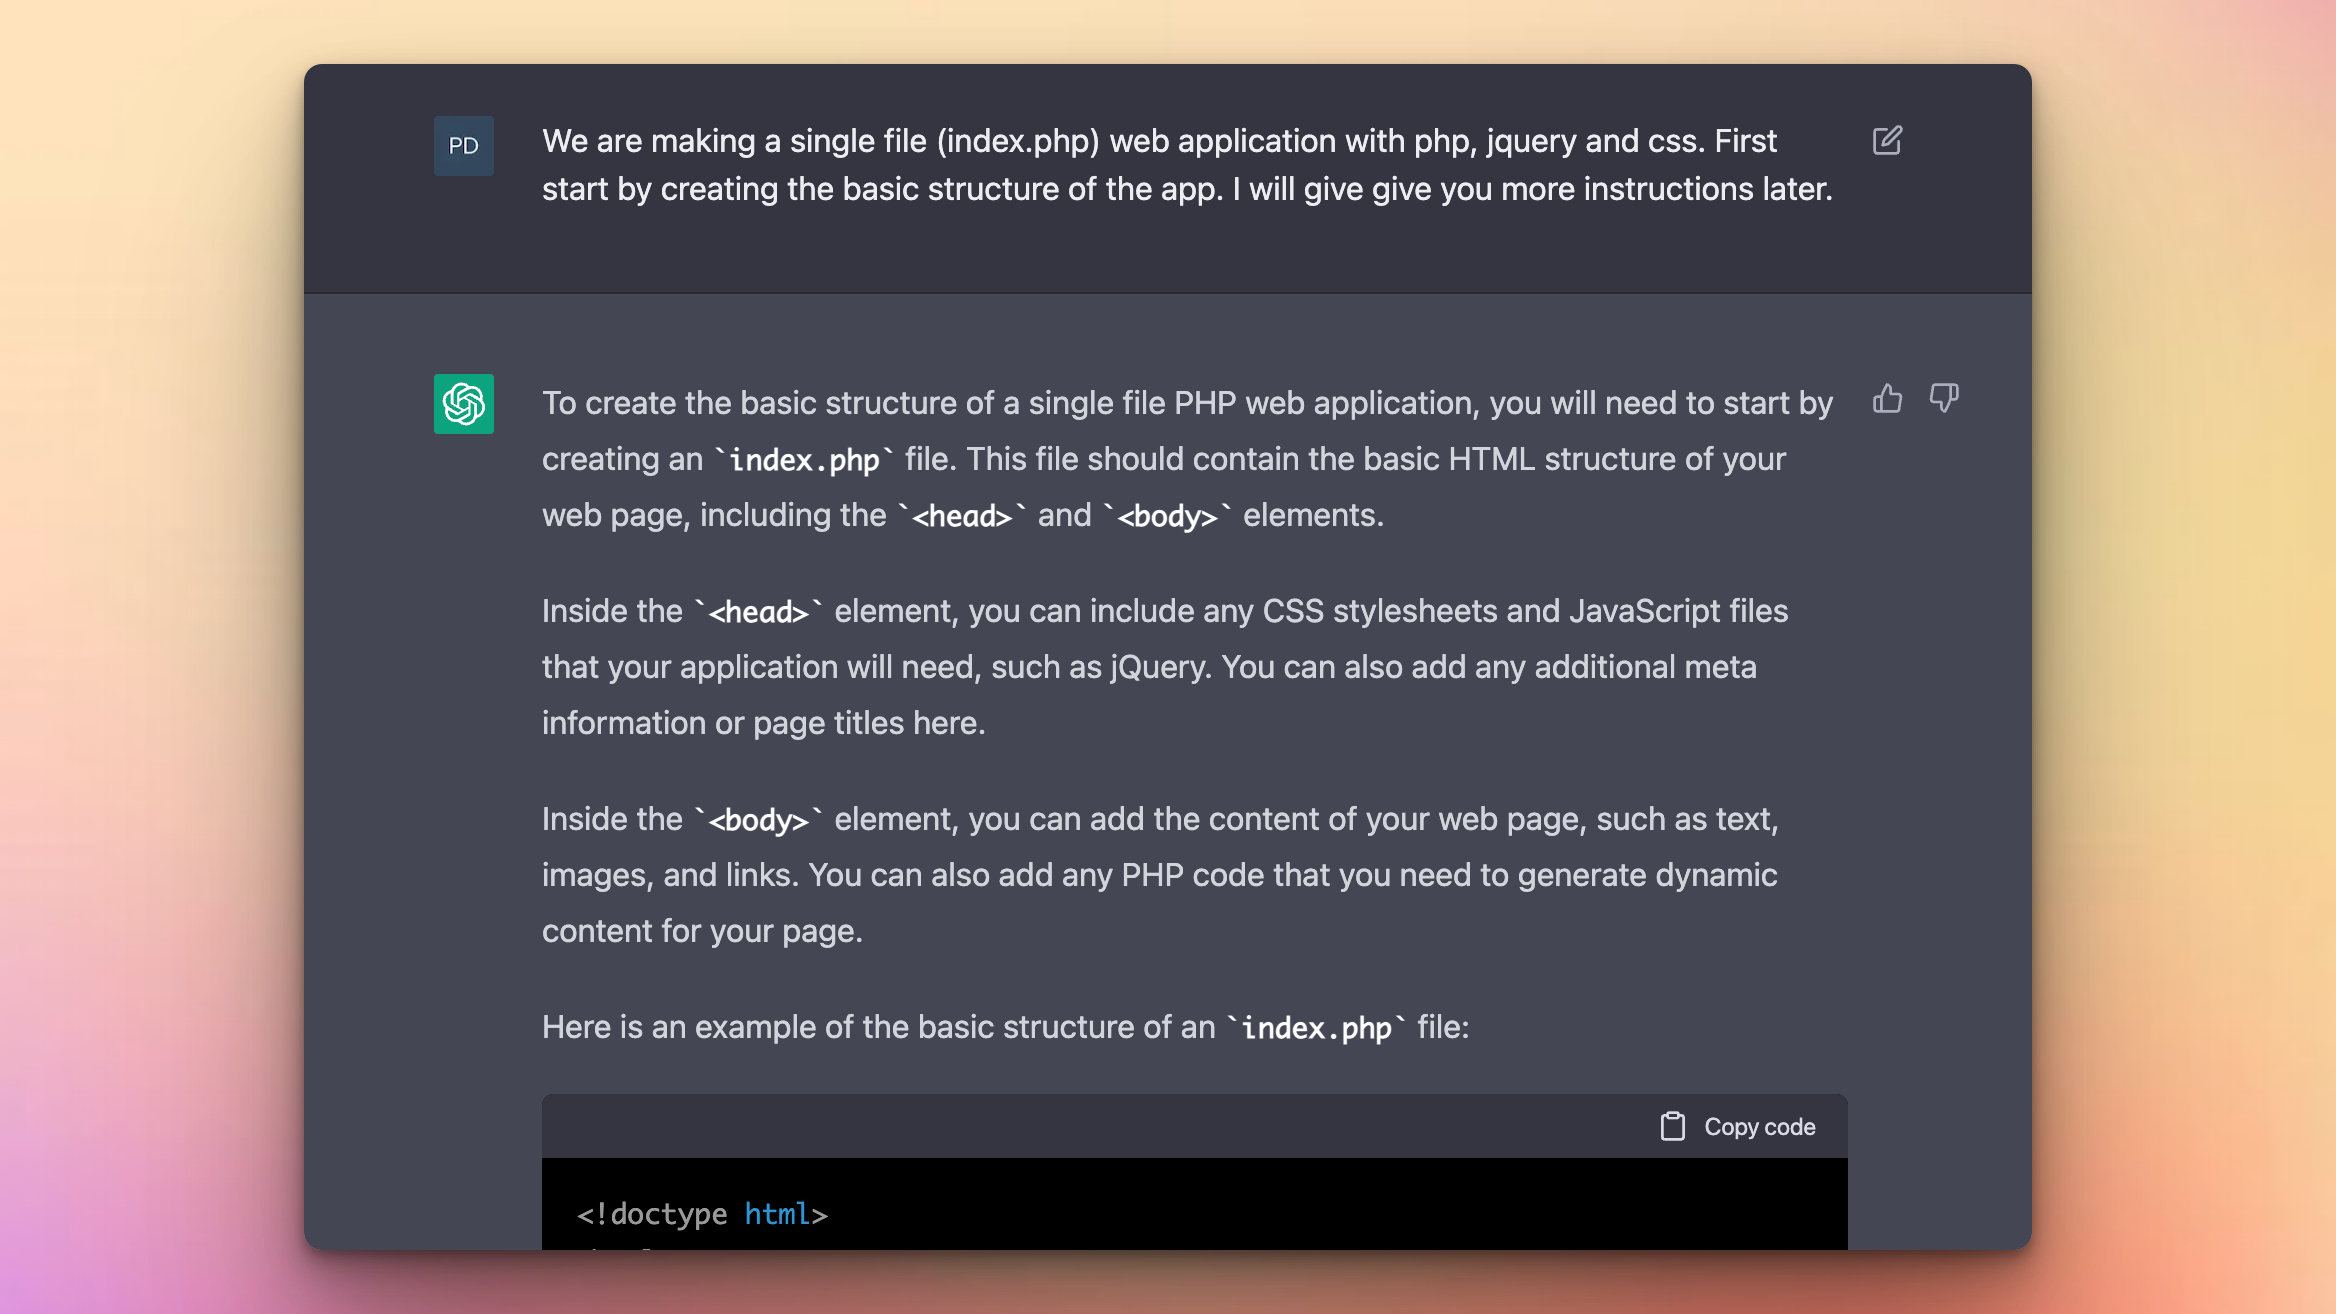 PD
We are making a single file (index.php) web application with php, jquery and css. First
start by creating the basic structure of the app. I will give give you more instructions later.
To create the basic structure of a single file PHP web application, you will need to start by
creating an `index.php` file. This file should contain the basic HTML structure of your
web page, including the `<head>` and `<body>` elements.
Inside the `<head>` element, you can include any CSS stylesheets and JavaScript files
that your application will need, such as jQuery. You can also add any additional meta
information or page titles here.
Inside the `<body>` element, you can add the content of your web page, such as text,
images, and links. You can also add any PHP code that you need to generate dynamic
content for your page.
Here is an example of the basic structure of an `index.php` file:
Copy code
<!doctype html>